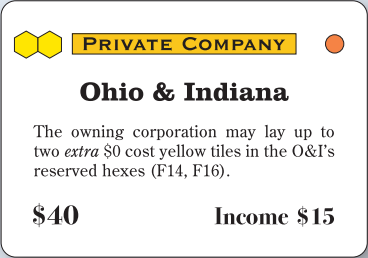 PRIVATE COMPANY
Ohio & Indiana
The owning corporation may lay up to
two extra $0 cost yellow tiles in the O&I's
reserved hexes (F14, F16).
$40 Income $15